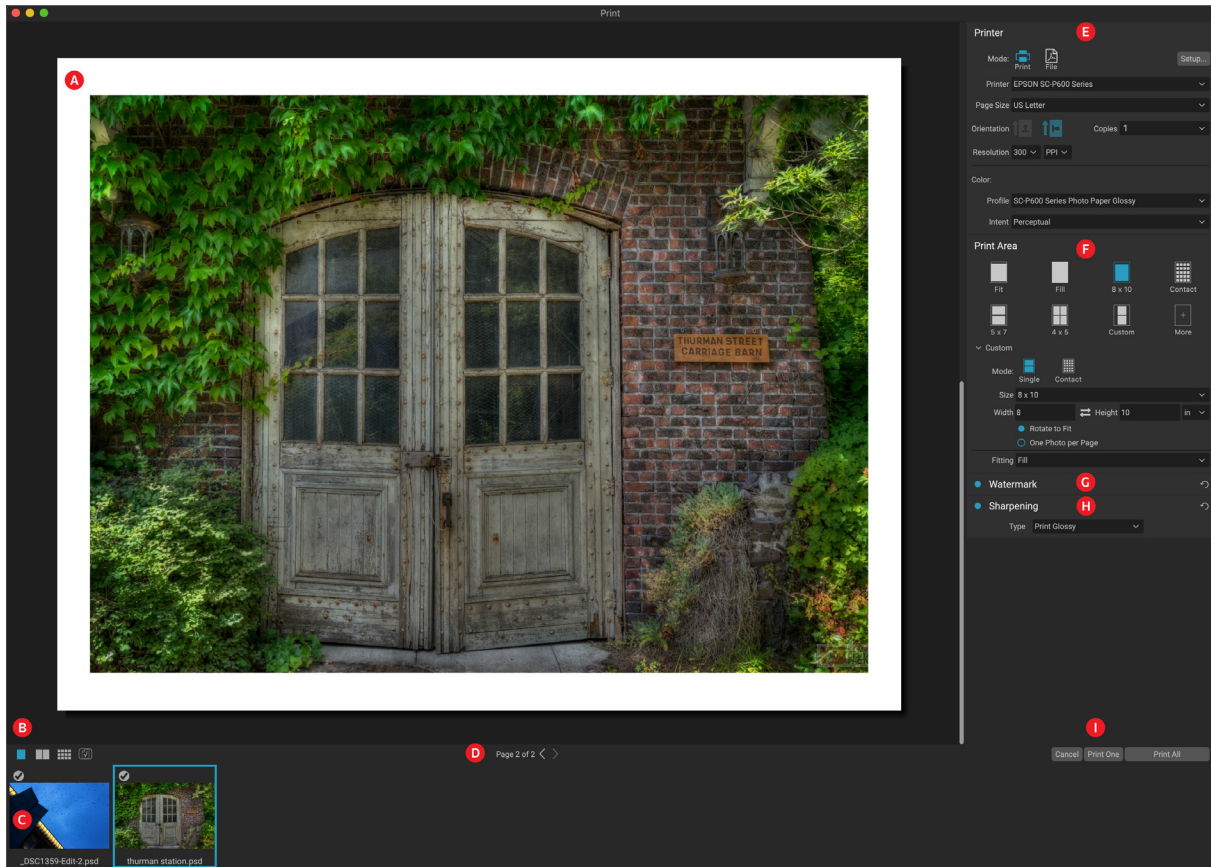 Print
A
THURMAN STREET
CARRIAGE BARN
B
D
Page 2 of 2
C
_DSC1359-Edit-2.psd
thurman station.psd
Printer
E
Mode:
Print
File
Setup...
Printer EPSON SC-P600 Series
Page Size US Letter
Orientation
Copies 1
Resolution 300 PPI
Color:
Profile SC-P600 Series Photo Paper Glossy
Intent Perceptual
Print Area
F
Fit Fill 8 x 10 Contact
5 x 7 4 x 5 Custom More
Custom
Mode:
Single Contact
Size 8 x 10
Width 8 Height 10 in
Rotate to Fit
One Photo per Page
Fitting Fill
Watermark G
Sharpening H
Type Print Glossy
I
Cancel Print One Print All